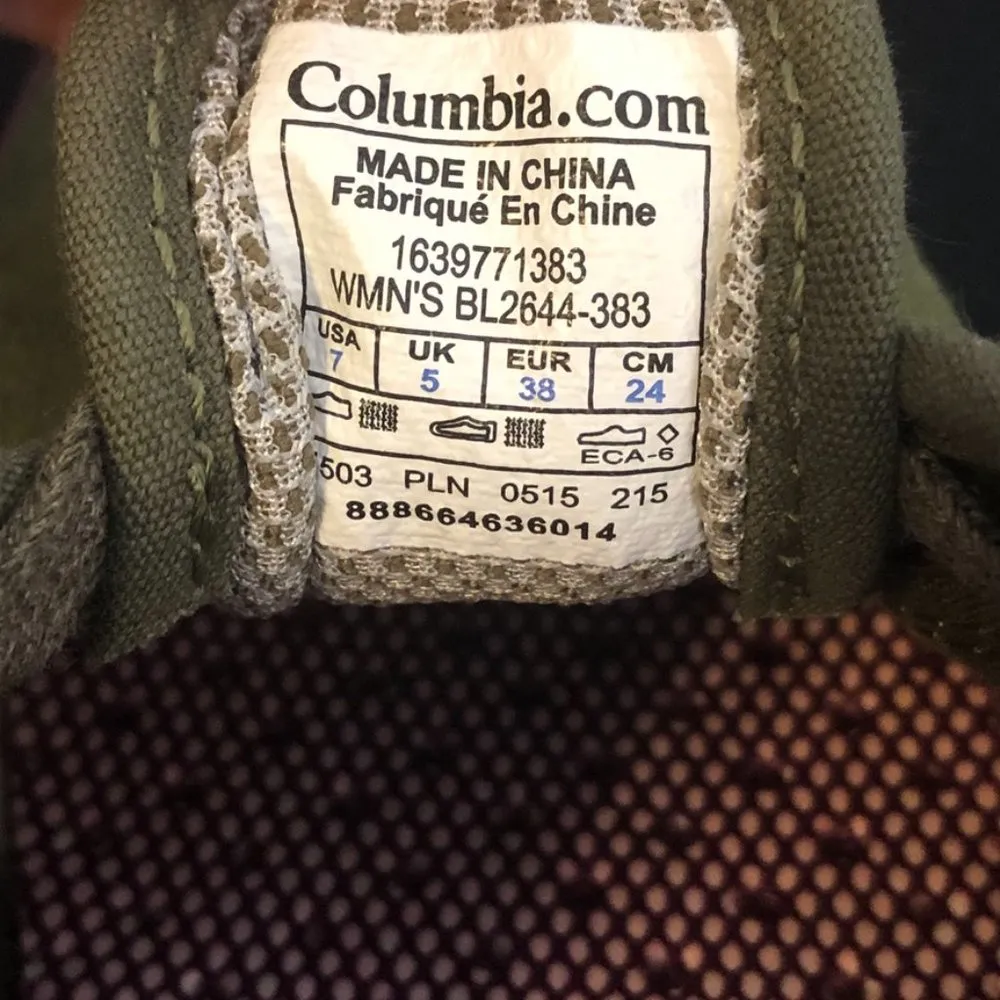 Columbia.com
MADE IN CHINA
Fabriqué En Chine
1639771383
WMN'S BL2644-383
USA UK EUR CM
7 5 38 24
ECA-6
PLN 0515 215
888664636014